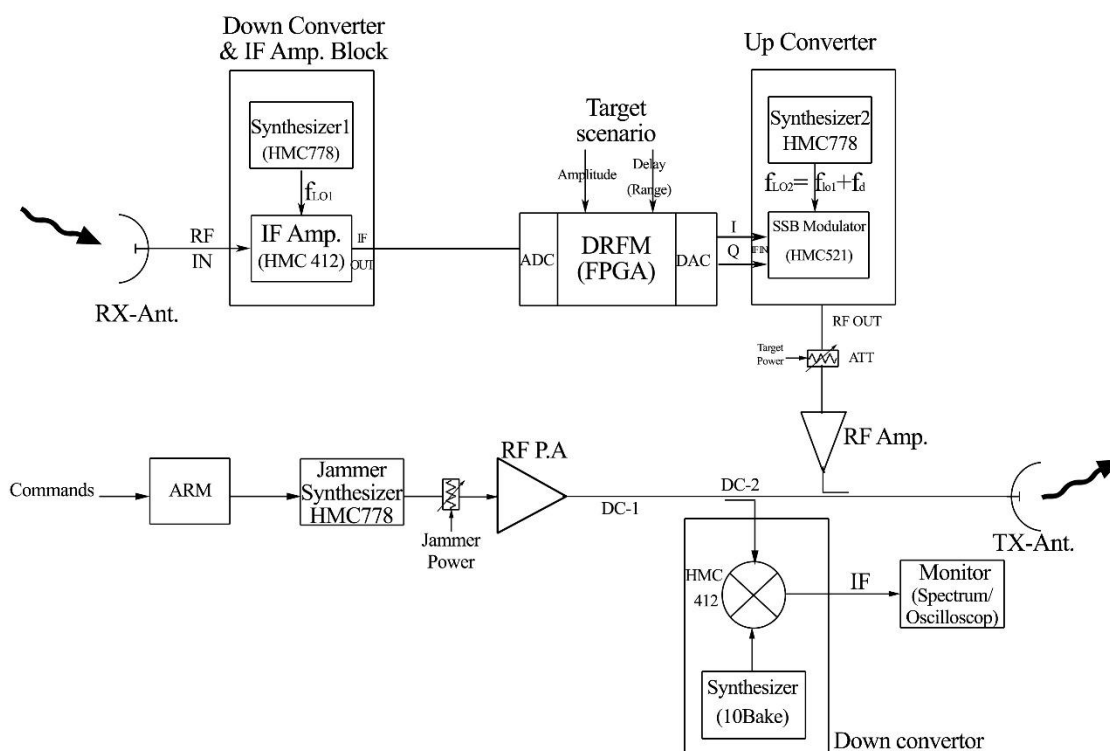 Down Converter
& IF Amp. Block
Up Converter
Synthesizer1
(HMC778)
fLO1
RF
IN
IF Amp.
(HMC 412)
IF
OUT
RX-Ant.
Target
scenario
Amplitude
Delay
(Range)
ADC
DRFM
(FPGA)
DAC
I
Q
Synthesizer2
HMC778
fLO2= flo1+fd
IF IN
SSB Modulator
(HMC521)
RF OUT
Target
Power
ATT
RF Amp.
Commands
ARM
Jammer
Synthesizer
HMC778
Jammer
Power
RF P.A
DC-1
DC-2
TX-Ant.
HMC
412
IF
Monitor
(Spectrum/
Oscilloscop)
Synthesizer
(10Bake)
Down convertor